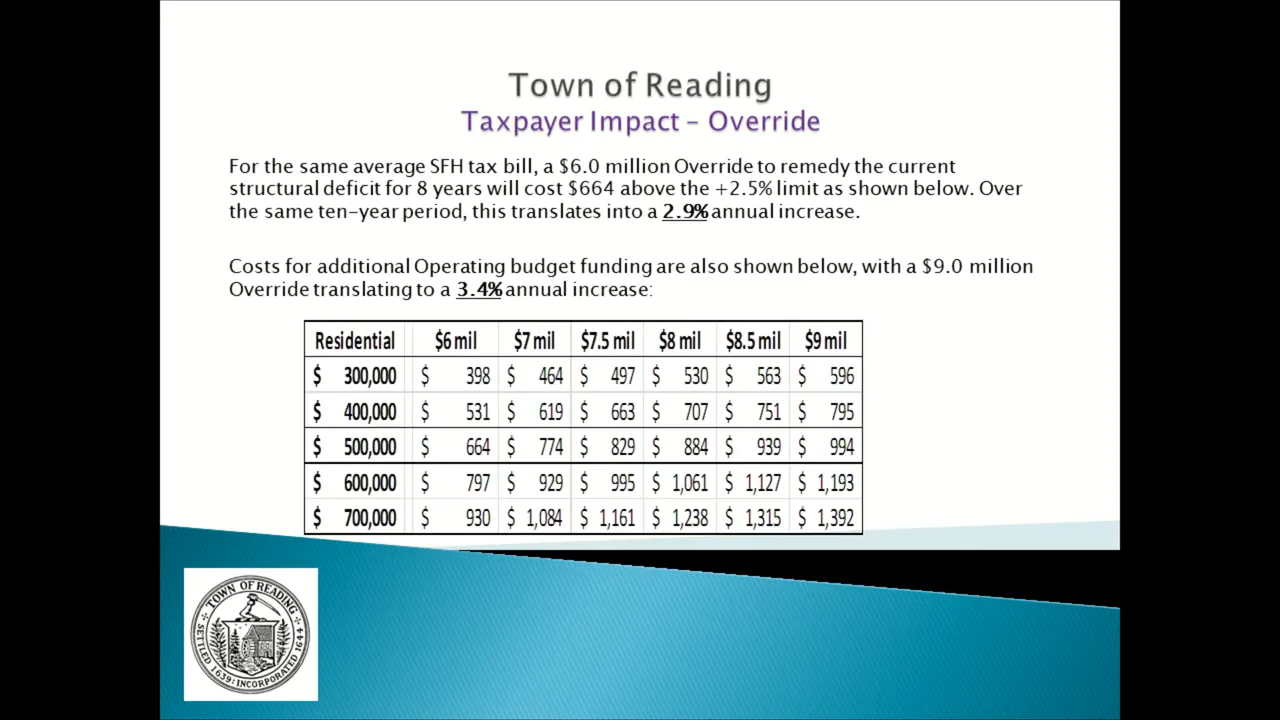 Town of Reading
Taxpayer Impact – Override
For the same average SFH tax bill, a $6.0 million Override to remedy the current
structural deficit for 8 years will cost $664 above the +2.5% limit as shown below. Over
the same ten-year period, this translates into a 2.9% annual increase.
Costs for additional Operating budget funding are also shown below, with a $9.0 million
Override translating to a 3.4% annual increase:
Residential $6 mil $7 mil $7.5 mil $8 mil $8.5 mil $9 mil
$ 300,000 $ 398 $ 464 $ 497 $ 530 $ 563 $ 596
$ 400,000 $ 531 $ 619 $ 663 $ 707 $ 751 $ 795
$ 500,000 $ 664 $ 774 $ 829 $ 884 $ 939 $ 994
$ 600,000 $ 797 $ 929 $ 995 $ 1,061 $ 1,127 $ 1,193
$ 700,000 $ 930 $ 1,084 $ 1,161 $ 1,238 $ 1,315 $ 1,392
TOWN OF READING
SETTLED 1639: INCORPORATED 1644